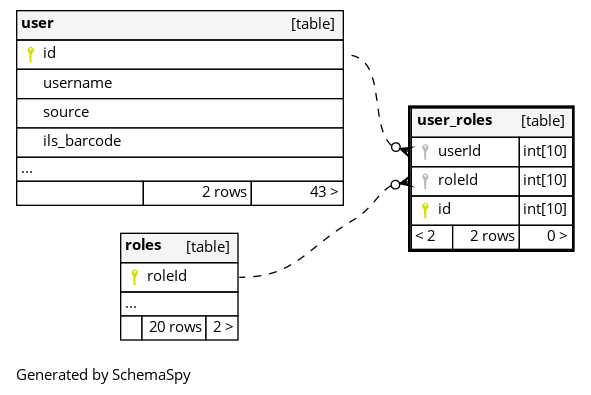 user [table]
id
username
source
ils_barcode
...
2 rows 43 >
user_roles [table]
userId int[10]
roleId int[10]
id int[10]
< 2 2 rows 0 >
roles [table]
roleId
...
20 rows 2 >
Generated by SchemaSpy